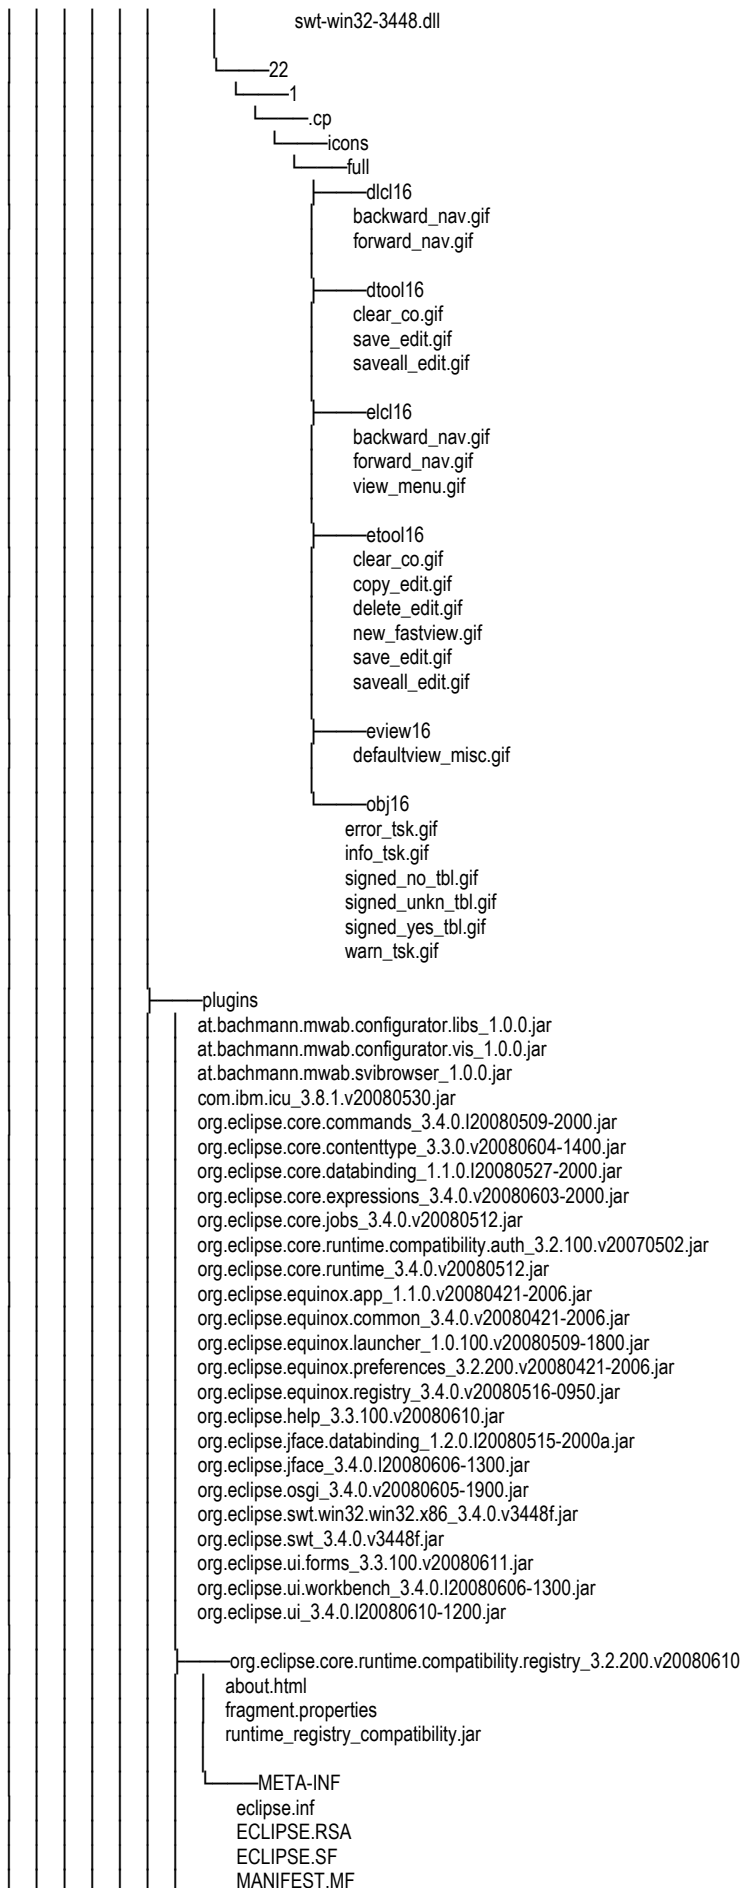 swt-win32-3448.dll
22
1
.cp
icons
full
dlcl16
backward_nav.gif
forward_nav.gif
dtool16
clear_co.gif
save_edit.gif
saveall_edit.gif
elcl16
backward_nav.gif
forward_nav.gif
view_menu.gif
etool16
clear_co.gif
copy_edit.gif
delete_edit.gif
new_fastview.gif
save_edit.gif
saveall_edit.gif
eview16
defaultview_misc.gif
obj16
error_tsk.gif
info_tsk.gif
signed_no_tbl.gif
signed_unkn_tbl.gif
signed_yes_tbl.gif
warn_tsk.gif
plugins
at.bachmann.mwab.configurator.libs_1.0.0.jar
at.bachmann.mwab.configurator.vis_1.0.0.jar
at.bachmann.mwab.svibrowser_1.0.0.jar
com.ibm.icu_3.8.1.v20080530.jar
org.eclipse.core.commands_3.4.0.I20080509-2000.jar
org.eclipse.core.contenttype_3.3.0.v20080604-1400.jar
org.eclipse.core.databinding_1.1.0.I20080527-2000.jar
org.eclipse.core.expressions_3.4.0.v20080603-2000.jar
org.eclipse.core.jobs_3.4.0.v20080512.jar
org.eclipse.core.runtime.compatibility.auth_3.2.100.v20070502.jar
org.eclipse.core.runtime_3.4.0.v20080512.jar
org.eclipse.equinox.app_1.1.0.v20080421-2006.jar
org.eclipse.equinox.common_3.4.0.v20080421-2006.jar
org.eclipse.equinox.launcher_1.0.100.v20080509-1800.jar
org.eclipse.equinox.preferences_3.2.200.v20080421-2006.jar
org.eclipse.equinox.registry_3.4.0.v20080516-0950.jar
org.eclipse.help_3.3.100.v20080610.jar
org.eclipse.jface.databinding_1.2.0.I20080515-2000a.jar
org.eclipse.jface_3.4.0.I20080606-1300.jar
org.eclipse.osgi_3.4.0.v20080605-1900.jar
org.eclipse.swt.win32.win32.x86_3.4.0.v3448f.jar
org.eclipse.swt_3.4.0.v3448f.jar
org.eclipse.ui.forms_3.3.100.v20080611.jar
org.eclipse.ui.workbench_3.4.0.I20080606-1300.jar
org.eclipse.ui_3.4.0.I20080610-1200.jar
org.eclipse.core.runtime.compatibility.registry_3.2.200.v20080610
about.html
fragment.properties
runtime_registry_compatibility.jar
META-INF
eclipse.inf
ECLIPSE.RSA
ECLIPSE.SF
MANIFEST.MF